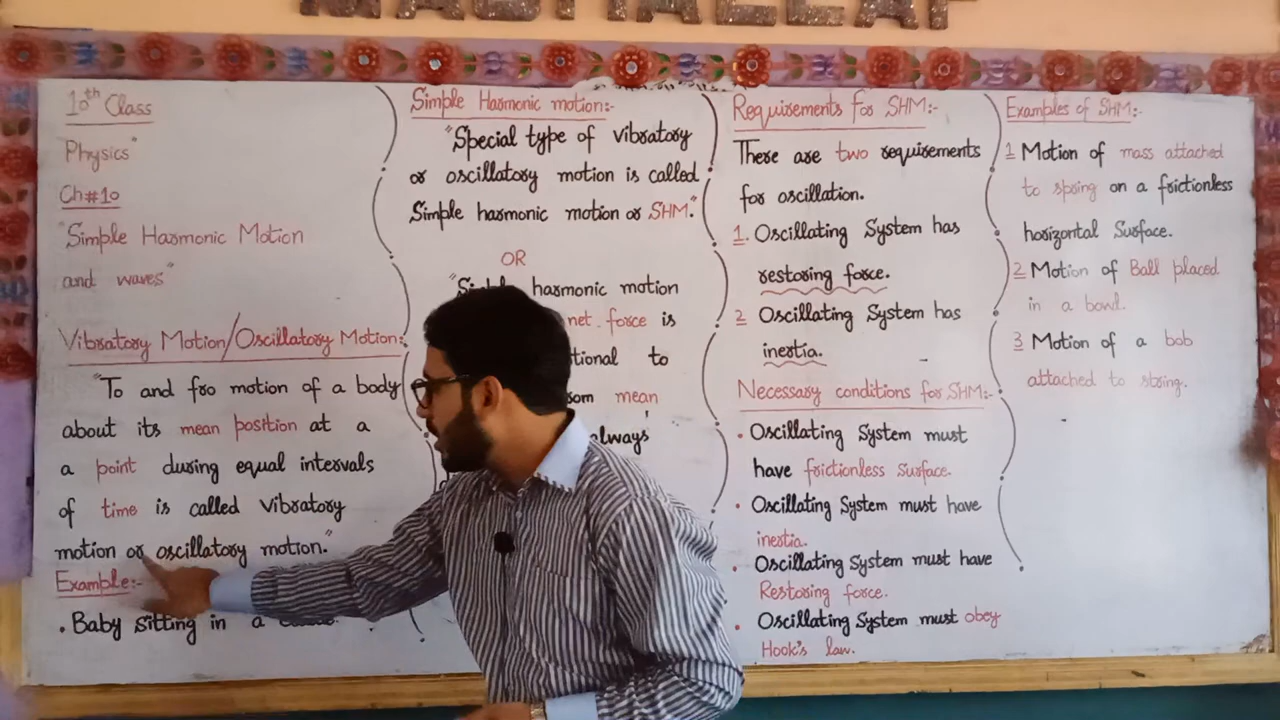 10th Class
"Physics"
Ch#10
"Simple Harmonic Motion
and waves"
Vibratory Motion/Oscillatory Motion:
"To and fro motion of a body
about its mean position at a
a point during equal intervals
of time is called vibratory
motion or oscillatory motion."
Example:-
. Baby sitting in a
Simple Harmonic motion:-
"Special type of vibratory
or oscillatory motion is called
Simple harmonic motion or SHM."
OR
harmonic motion
net force is
to
mean
always
Requirements for SHM:-
There are two requirements
for oscillation.
1. Oscillating System has
restoring force.
2 Oscillating System has
inertia.
Necessary conditions for SHM:-
. Oscillating System must
have frictionless surface.
. Oscillating System must have
inertia.
. Oscillating System must have
Restoring force.
. Oscillating System must obey
Hook's law.
Examples of SHM:-
1 Motion of mass attached
to spring on a frictionless
horizontal Surface.
2 Motion of Ball placed
in a bowl.
3 Motion of a bob
attached to string.